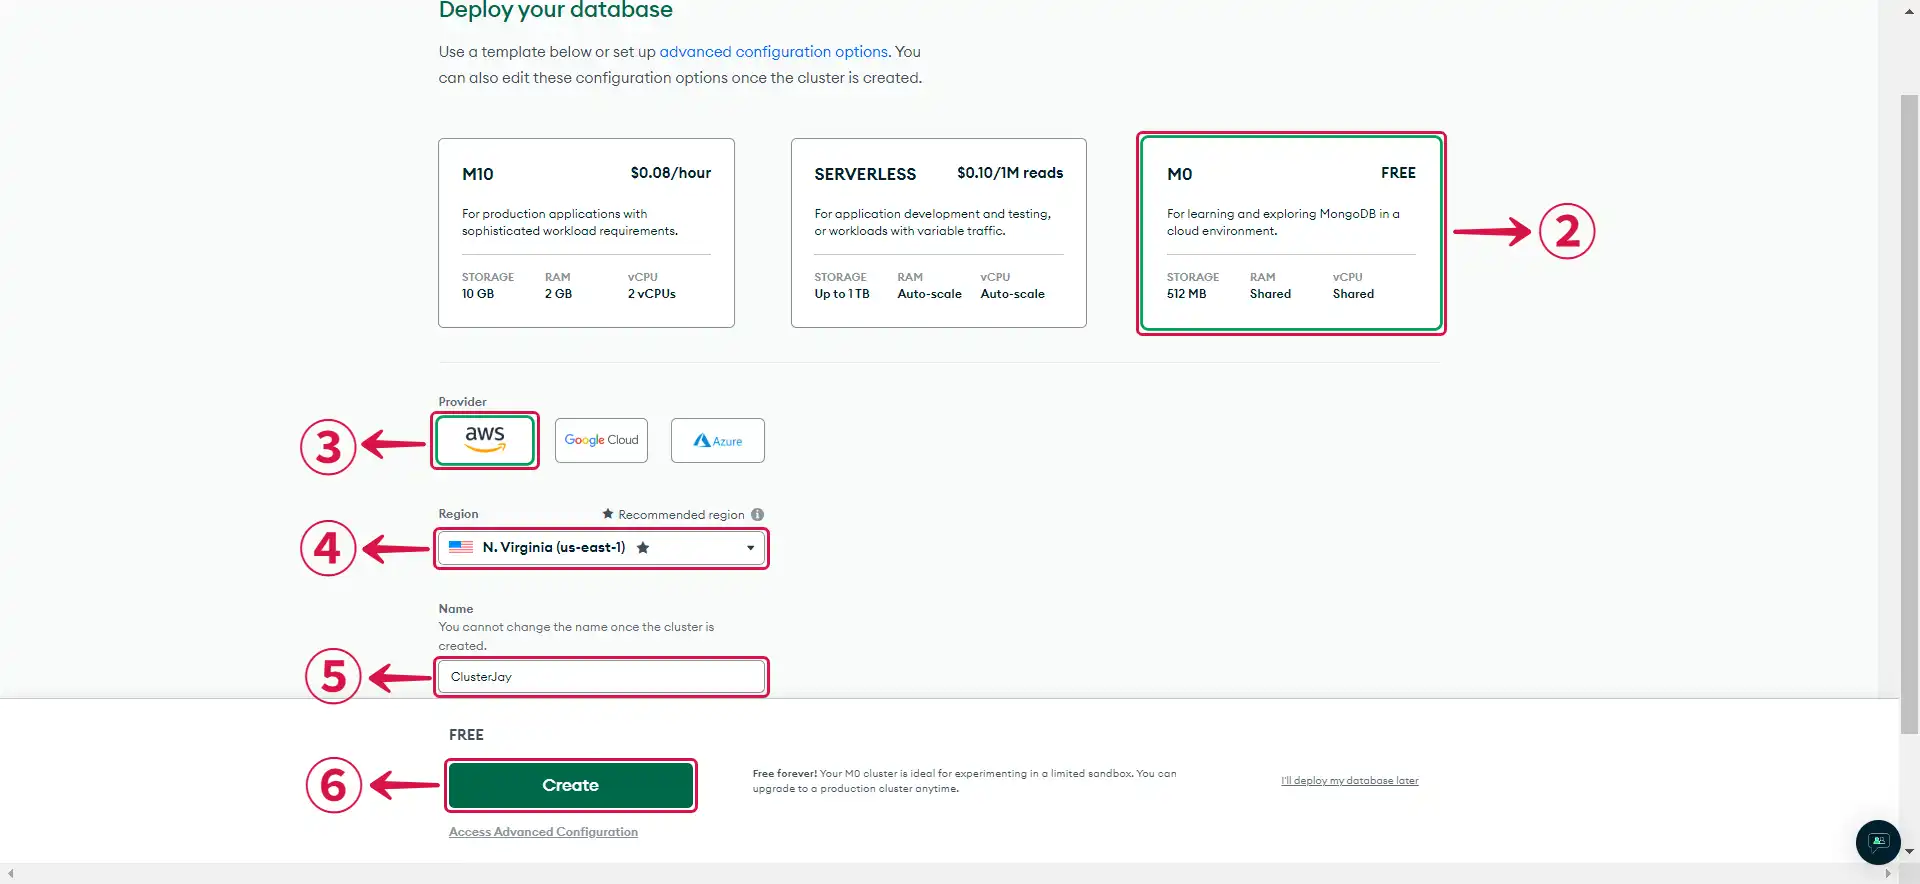 Deploy your database
Use a template below or set up advanced configuration options. You
can also edit these configuration options once the cluster is created.
M10 $0.08/hour
For production applications with
sophisticated workload requirements.
STORAGE RAM vCPU
10 GB 2 GB 2 vCPUs
SERVERLESS $0.10/1M reads
For application development and testing,
or workloads with variable traffic.
STORAGE RAM vCPU
Up to 1 TB Auto-scale Auto-scale
M0 FREE
For learning and exploring MongoDB in a
cloud environment.
STORAGE RAM vCPU
512 MB Shared Shared
2
Provider
3
aws
Google Cloud
Azure
Region ★ Recommended region
4
N. Virginia (us-east-1) ★
Name
You cannot change the name once the cluster is
created.
5
ClusterJay
FREE
6
Create
Free forever! Your M0 cluster is ideal for experimenting in a limited sandbox. You can
upgrade to a production cluster anytime.
I'll deploy my database later
Access Advanced Configuration